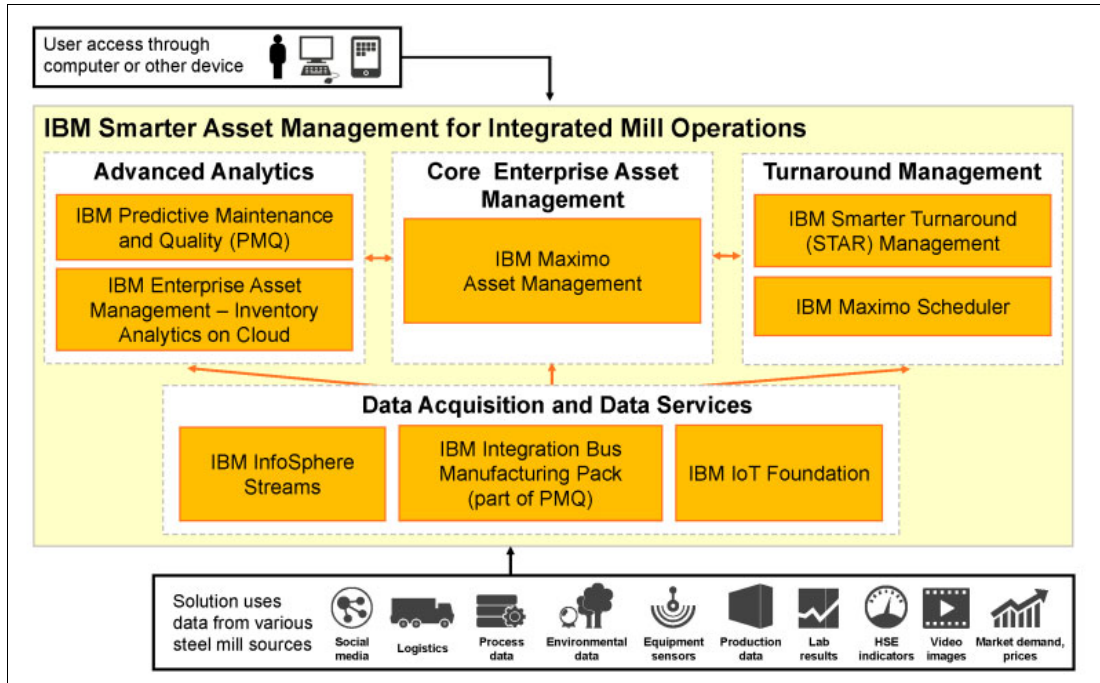 User access through
computer or other device
IBM Smarter Asset Management for Integrated Mill Operations
Advanced Analytics
IBM Predictive Maintenance
and Quality (PMQ)
IBM Enterprise Asset
Management – Inventory
Analytics on Cloud
Core Enterprise Asset
Management
IBM Maximo
Asset Management
Turnaround Management
IBM Smarter Turnaround
(STAR) Management
IBM Maximo Scheduler
Data Acquisition and Data Services
IBM InfoSphere
Streams
IBM Integration Bus
Manufacturing Pack
(part of PMQ)
IBM IoT Foundation
Solution uses
data from various
steel mill sources
Social
media
Logistics
Process
data
Environmental
data
Equipment
sensors
Production
data
Lab
results
HSE
indicators
Video
images
Market demand,
prices